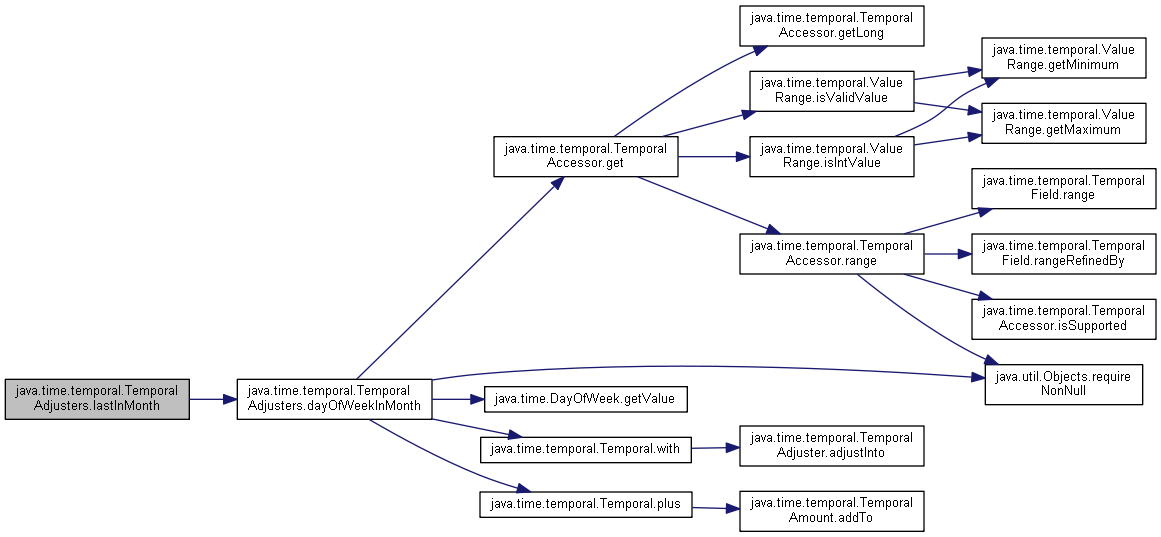 java.time.temporal.Temporal
Adjusters.lastInMonth
java.time.temporal.Temporal
Adjusters.dayOfWeekInMonth
java.time.temporal.Temporal
Accessor.get
java.time.DayOfWeek.getValue
java.time.temporal.Temporal.with
java.time.temporal.Temporal.plus
java.time.temporal.Temporal
Accessor.getLong
java.time.temporal.Value
Range.isValidValue
java.time.temporal.Value
Range.isIntValue
java.time.temporal.Temporal
Accessor.range
java.time.temporal.Temporal
Adjuster.adjustInto
java.time.temporal.Temporal
Amount.addTo
java.time.temporal.Value
Range.getMinimum
java.time.temporal.Value
Range.getMaximum
java.time.temporal.Temporal
Field.range
java.time.temporal.Temporal
Field.rangeRefinedBy
java.time.temporal.Temporal
Accessor.isSupported
java.util.Objects.require
NonNull